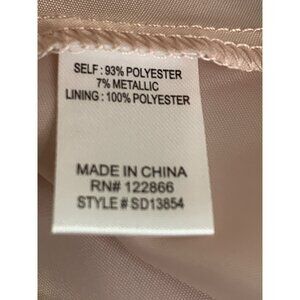 SELF : 93% POLYESTER
7% METALLIC
LINING : 100% POLYESTER
MADE IN CHINA
RN# 122866
STYLE # SD13854